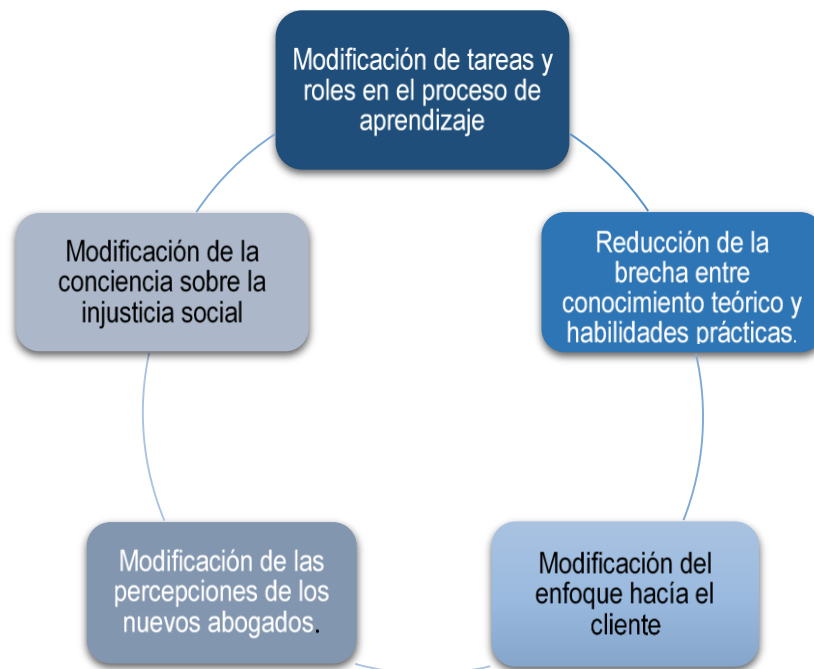 Modificación de tareas y
roles en el proceso de
aprendizaje
Reducción de la
brecha entre
conocimiento teórico y
habilidades prácticas.
Modificación del
enfoque hacía el
cliente
Modificación de las
percepciones de los
nuevos abogados.
Modificación de la
conciencia sobre la
injusticia social